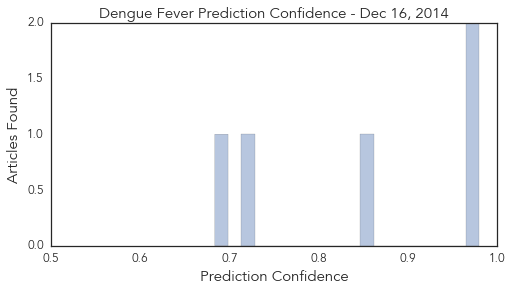 Dengue Fever Prediction Confidence - Dec 16, 2014
2.0
1.5
1.0
0.5
0.0
Articles Found
0.5 0.6 0.7 0.8 0.9 1.0
Prediction Confidence